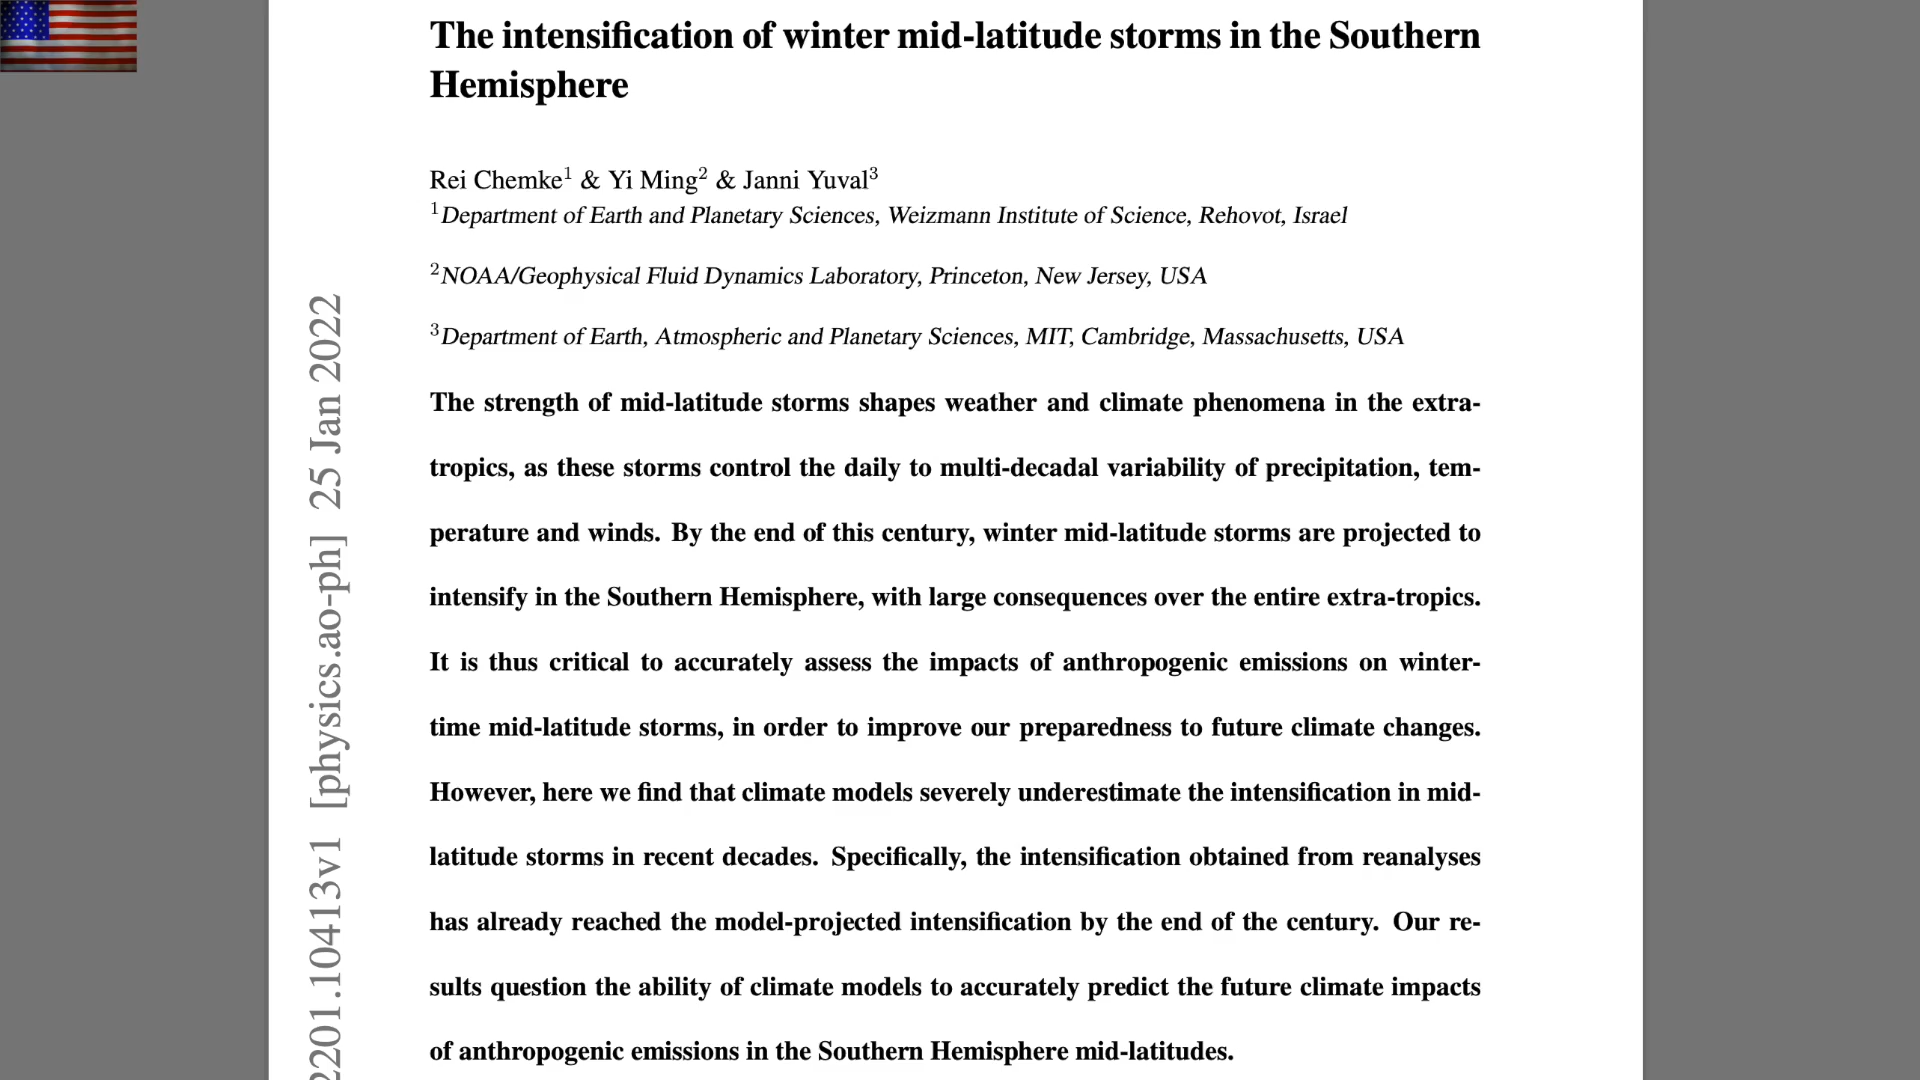 The intensification of winter mid-latitude storms in the Southern
Hemisphere
Rei Chemke1 & Yi Ming2 & Janni Yuval3
1Department of Earth and Planetary Sciences, Weizmann Institute of Science, Rehovot, Israel
2NOAA/Geophysical Fluid Dynamics Laboratory, Princeton, New Jersey, USA
3Department of Earth, Atmospheric and Planetary Sciences, MIT, Cambridge, Massachusetts, USA
The strength of mid-latitude storms shapes weather and climate phenomena in the extra-
tropics, as these storms control the daily to multi-decadal variability of precipitation, tem-
perature and winds. By the end of this century, winter mid-latitude storms are projected to
intensify in the Southern Hemisphere, with large consequences over the entire extra-tropics.
It is thus critical to accurately assess the impacts of anthropogenic emissions on winter-
time mid-latitude storms, in order to improve our preparedness to future climate changes.
However, here we find that climate models severely underestimate the intensification in mid-
latitude storms in recent decades. Specifically, the intensification obtained from reanalyses
has already reached the model-projected intensification by the end of the century. Our re-
sults question the ability of climate models to accurately predict the future climate impacts
of anthropogenic emissions in the Southern Hemisphere mid-latitudes.
2201.10413v1 [physics.ao-ph] 25 Jan 2022